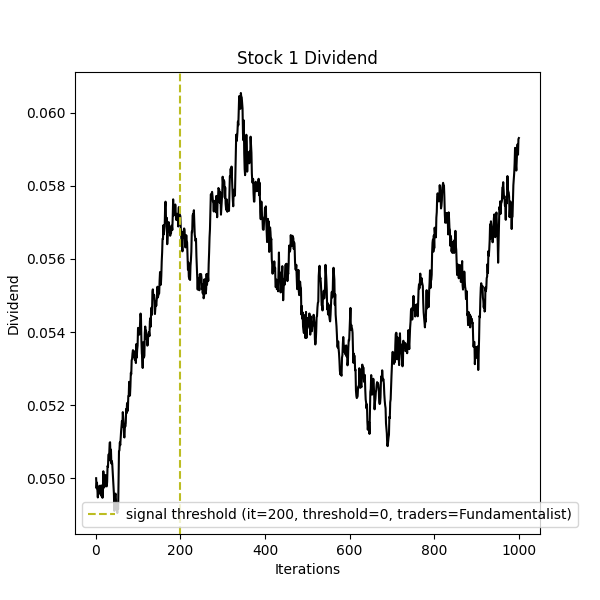 Stock 1 Dividend
0.060
0.058
0.056
0.054
0.052
0.050
Dividend
signal threshold (it=200, threshold=0, traders=Fundamentalist)
0 200 400 600 800 1000
Iterations